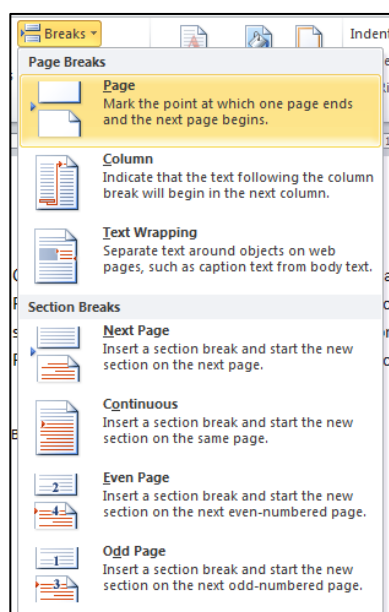 Breaks
Indent
Page Breaks
Page
Mark the point at which one page ends
and the next page begins.
Column
Indicate that the text following the column
break will begin in the next column.
Text Wrapping
Separate text around objects on web
pages, such as caption text from body text.
Section Breaks
Next Page
Insert a section break and start the new
section on the next page.
Continuous
Insert a section break and start the new
section on the same page.
Even Page
2
Insert a section break and start the new
4
section on the next even-numbered page.
Odd Page
1
Insert a section break and start the new
3
section on the next odd-numbered page.